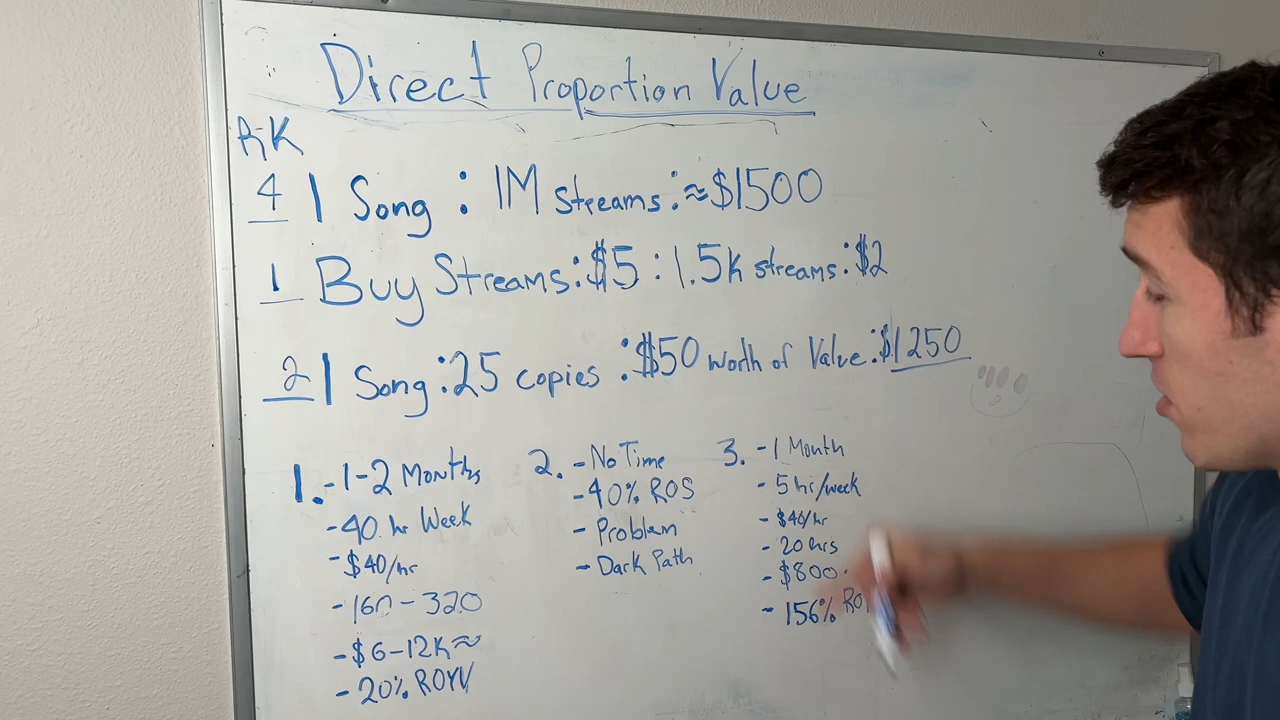 Direct Proportion Value
RK
4 1 Song : 1M streams : ≈$1500
1 Buy Streams : $5 : 1.5K streams : $2
2 1 Song : 25 copies : $50 worth of Value : $1250
1. -1-2 Months
-40 hr Week
-$40/hr
-160-320
-$6-12K≈
-20% ROYV
2. -No Time
-40% ROS
-Problem
-Dark Path
3. -1 Month
-5 hr/week
-$40/hr
-20 hrs
-$800
-156%